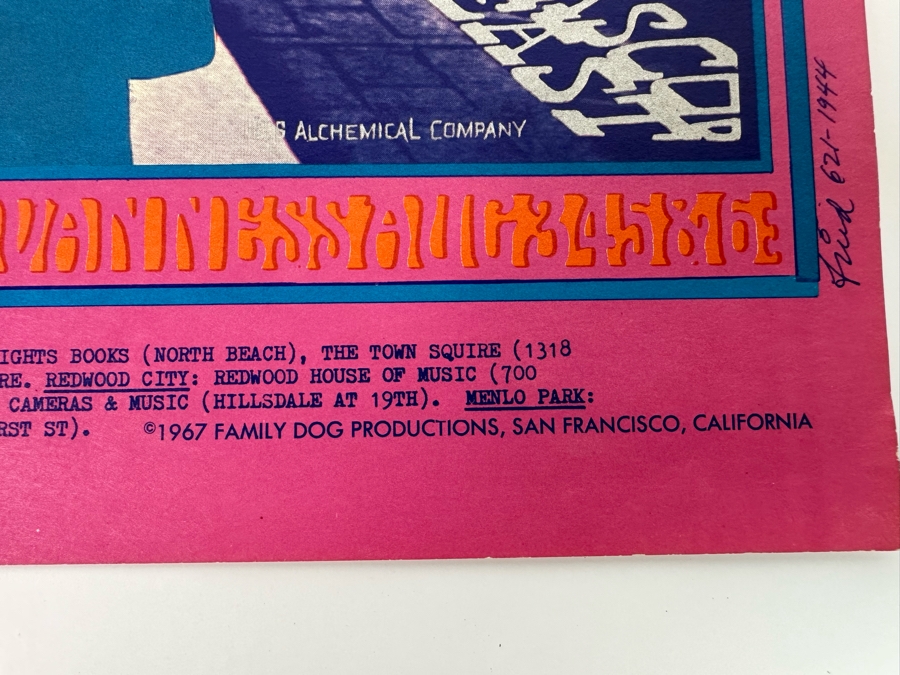 S ALCHEMICAL COMPANY
VAN NESS AUG 3 4 5 & 6
IGHTS BOOKS (NORTH BEACH), THE TOWN SQUIRE (1318
RE. REDWOOD CITY: REDWOOD HOUSE OF MUSIC (700
CAMERAS & MUSIC (HILLSDALE AT 19TH). MENLO PARK:
RST ST).
©1967 FAMILY DOG PRODUCTIONS, SAN FRANCISCO, CALIFORNIA
621-1944